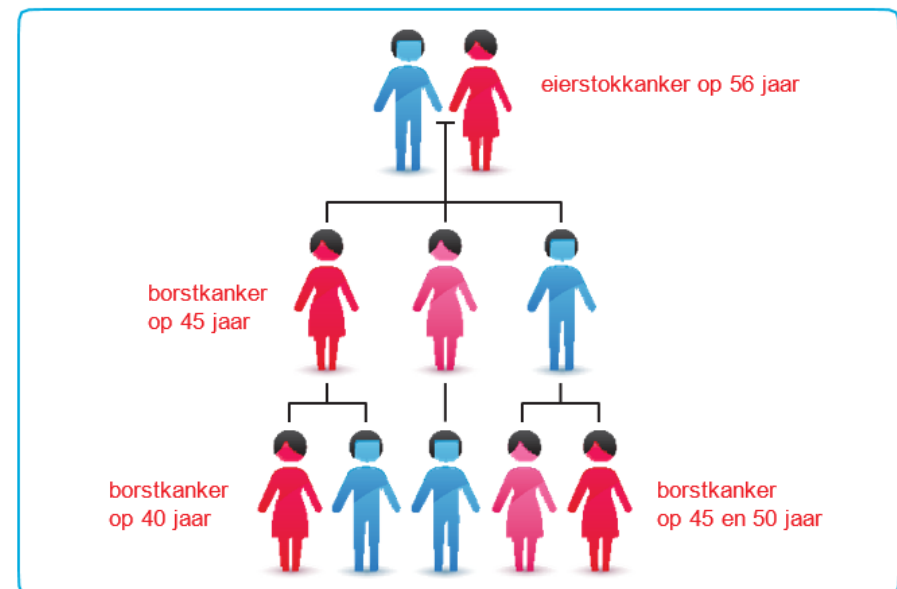 eierstokkanker op 56 jaar
borstkanker
op 45 jaar
borstkanker
op 40 jaar
borstkanker
op 45 en 50 jaar